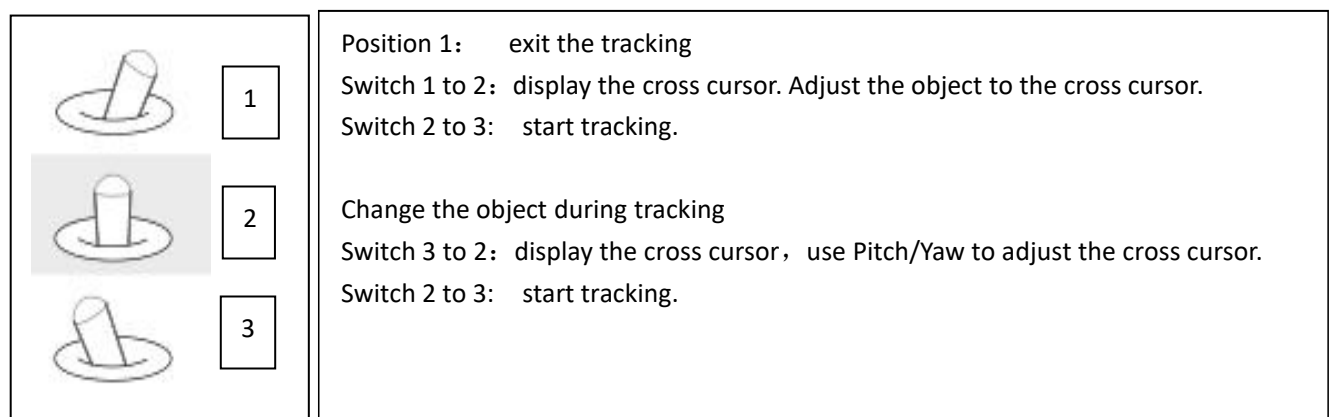 1
2
3
Position 1： exit the tracking
Switch 1 to 2：display the cross cursor. Adjust the object to the cross cursor.
Switch 2 to 3: start tracking.
Change the object during tracking
Switch 3 to 2：display the cross cursor，use Pitch/Yaw to adjust the cross cursor.
Switch 2 to 3: start tracking.